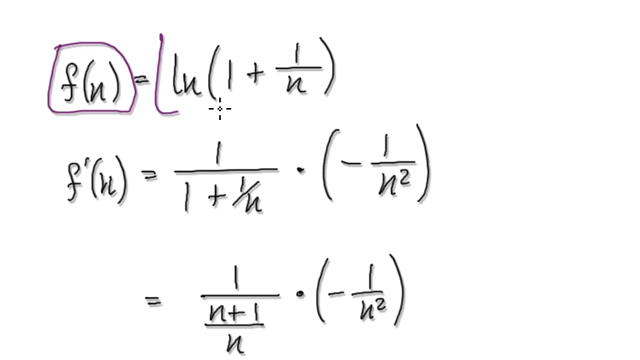 f(n) = ln(1 + 1/n)
f'(n) = 1/(1 + 1/n) · (- 1/n²)
= 1/((n+1)/n) · (- 1/n²)